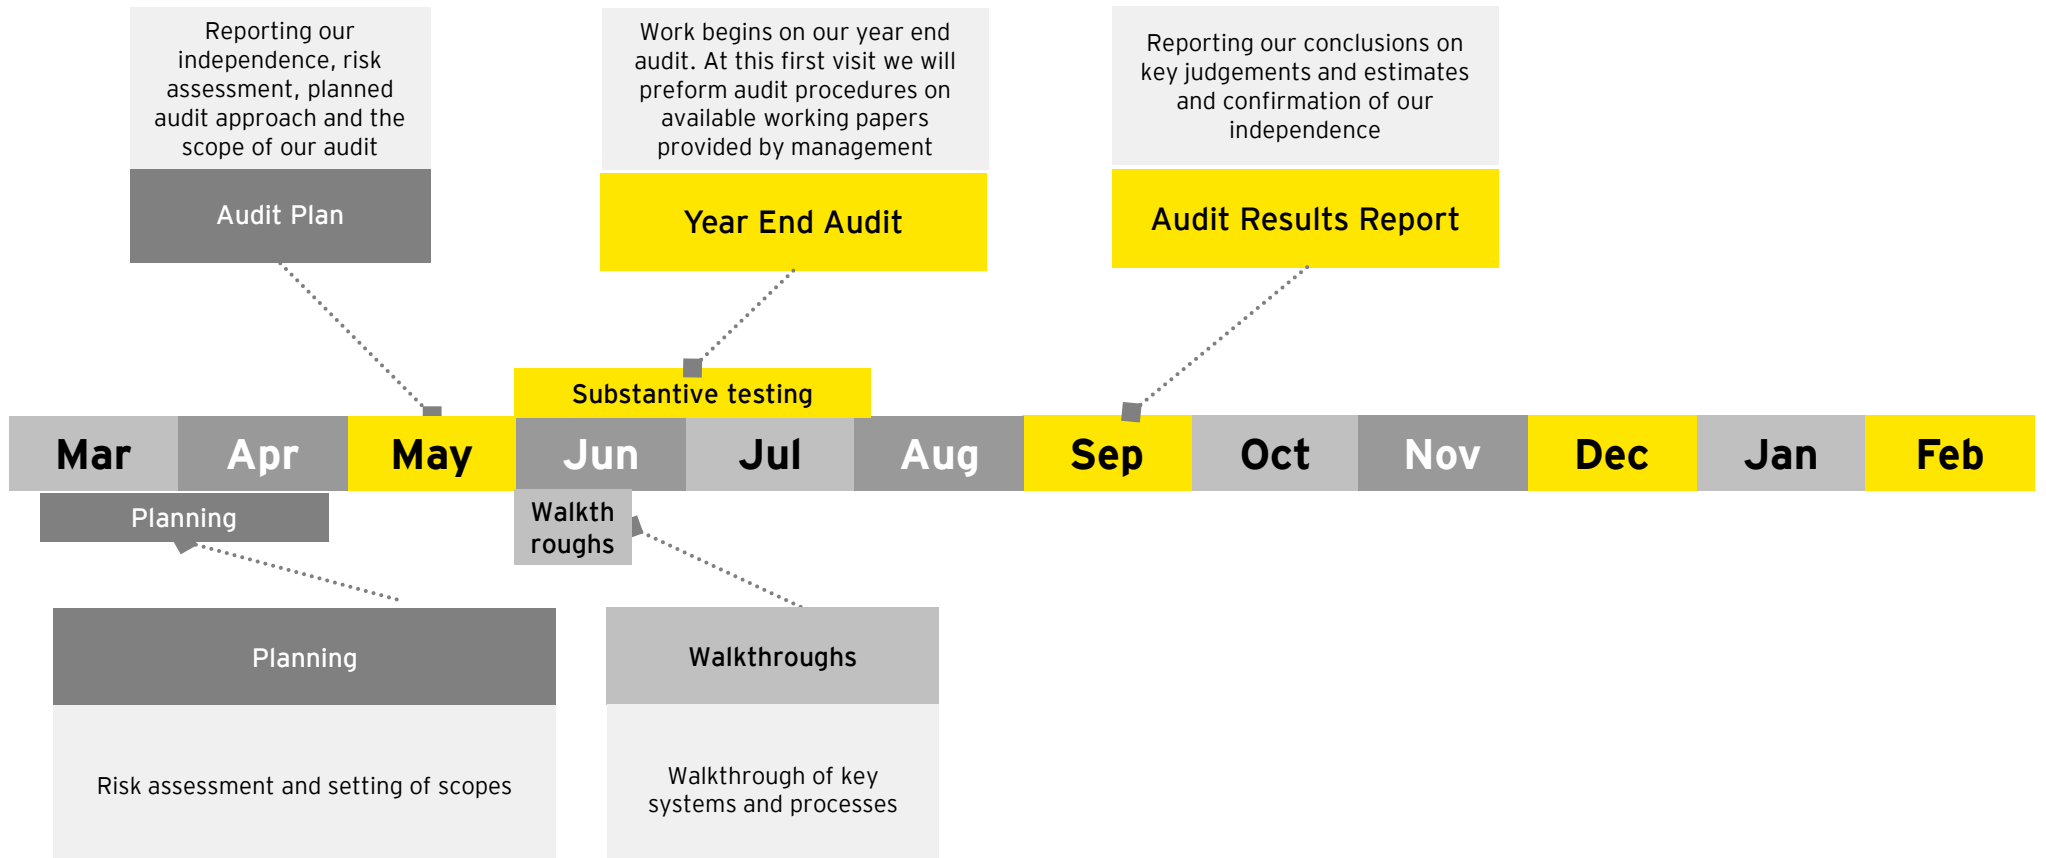 Reporting our
independence, risk
assessment, planned
audit approach and the
scope of our audit
Audit Plan
Work begins on our year end
audit. At this first visit we will
preform audit procedures on
available working papers
provided by management
Year End Audit
Reporting our conclusions on
key judgements and estimates
and confirmation of our
independence
Audit Results Report
Substantive testing
Mar Apr May Jun Jul Aug Sep Oct Nov Dec Jan Feb
Planning
Walkth
roughs
Planning
Risk assessment and setting of scopes
Walkthroughs
Walkthrough of key
systems and processes